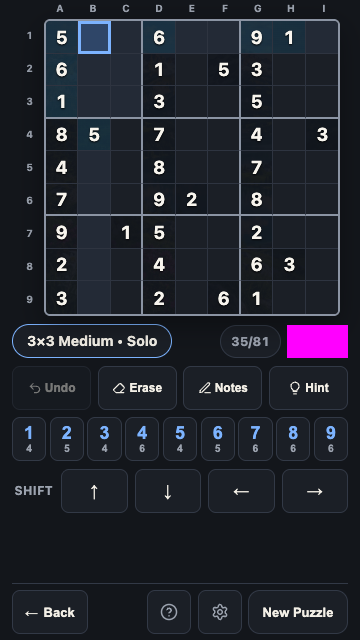 A B C D E F G H I
1 5 6 9 1
2 6 1 5 3
3 1 3 5
4 8 5 7 4 3
5 4 8 7
6 7 9 2 8
7 9 1 5 2
8 2 4 6 3
9 3 2 6 1
3×3 Medium • Solo 35/81
Undo Erase Notes Hint
1 2 3 4 5 6 7 8 9
4 5 4 6 4 5 6 6 6
SHIFT ↑ ↓ ← →
← Back ? New Puzzle